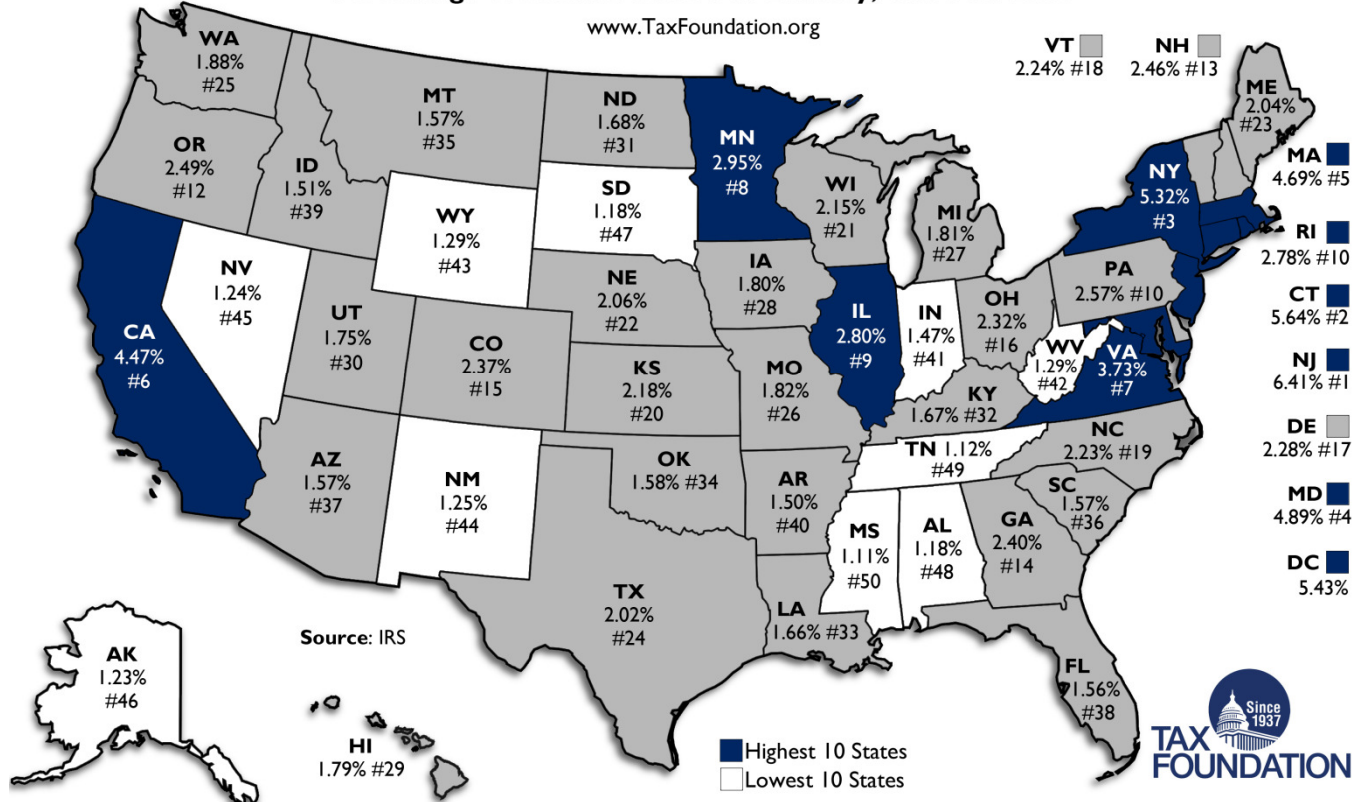 www.TaxFoundation.org
WA
1.88%
#25
OR
2.49%
#12
CA
4.47%
#6
NV
1.24%
#45
ID
1.51%
#39
MT
1.57%
#35
WY
1.29%
#43
UT
1.75%
#30
AZ
1.57%
#37
CO
2.37%
#15
NM
1.25%
#44
ND
1.68%
#31
SD
1.18%
#47
NE
2.06%
#22
KS
2.18%
#20
OK
1.58% #34
TX
2.02%
#24
MN
2.95%
#8
IA
1.80%
#28
MO
1.82%
#26
AR
1.50%
#40
LA
1.66% #33
WI
2.15%
#21
IL
2.80%
#9
MI
1.81%
#27
IN
1.47%
#41
OH
2.32%
#16
KY
1.67% #32
TN 1.12%
#49
MS
1.11%
#50
AL
1.18%
#48
GA
2.40%
#14
FL
1.56%
#38
SC
1.57%
#36
NC
2.23% #19
VA
3.73%
#7
WV
1.29%
#42
PA
2.57% #10
NY
5.32%
#3
VT
2.24% #18
NH
2.46% #13
ME
2.04%
#23
MA
4.69% #5
RI
2.78% #10
CT
5.64% #2
NJ
6.41% #1
DE
2.28% #17
MD
4.89% #4
DC
5.43%
AK
1.23%
#46
HI
1.79% #29
Source: IRS
Highest 10 States
Lowest 10 States
Since
1937
TAX
FOUNDATION